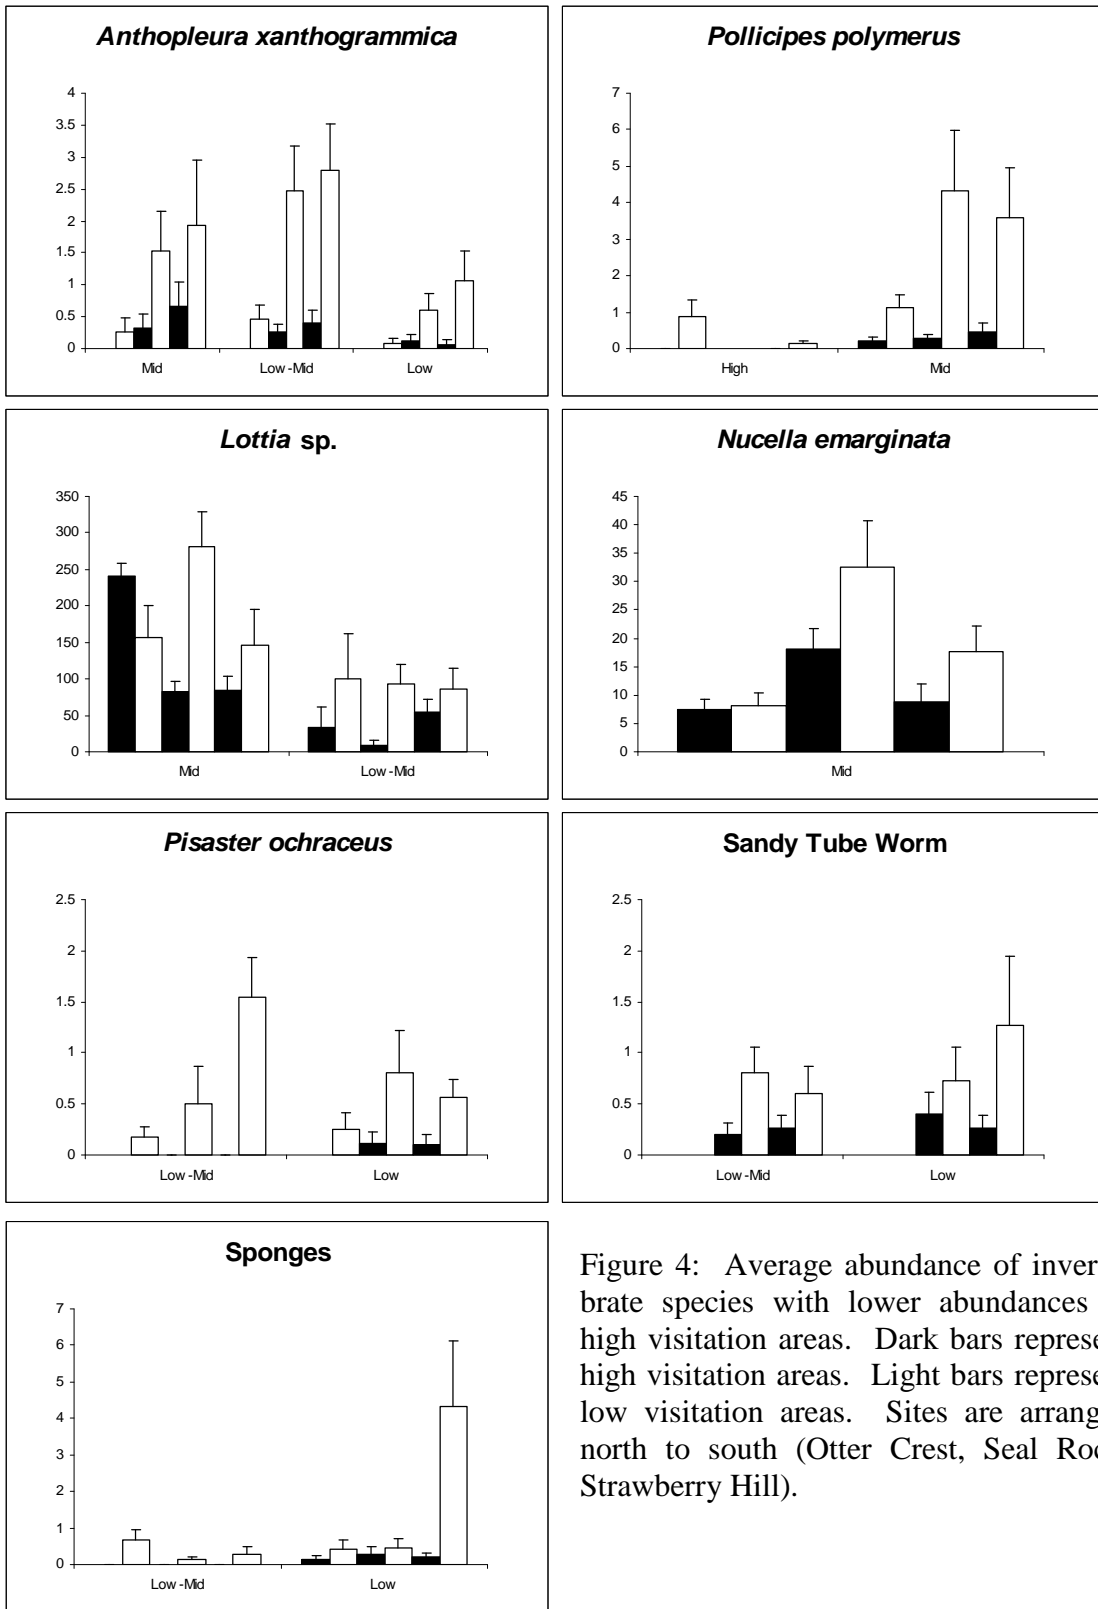 Anthopleura xanthogrammica
4
3.5
3
2.5
2
1.5
1
0.5
0
Mid Low-Mid Low
Pollicipes polymerus
7
6
5
4
3
2
1
0
High Mid
Lottia sp.
350
300
250
200
150
100
50
0
Mid Low-Mid
Nucella emarginata
45
40
35
30
25
20
15
10
5
0
Mid
Pisaster ochraceus
2.5
2
1.5
1
0.5
0
Low-Mid Low
Sandy Tube Worm
2.5
2
1.5
1
0.5
0
Low-Mid Low
Sponges
7
6
5
4
3
2
1
0
Low-Mid Low
Figure 4: Average abundance of inver
brate species with lower abundances
high visitation areas. Dark bars represe
high visitation areas. Light bars represe
low visitation areas. Sites are arrang
north to south (Otter Crest, Seal Roc
Strawberry Hill).